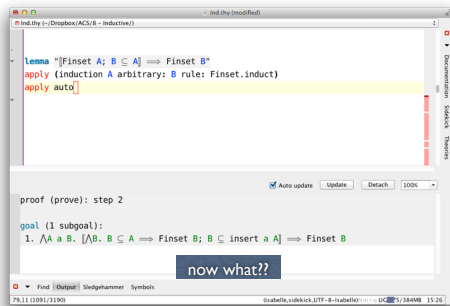 Ind.thy (modified)
Ind.thy (~/Dropbox/ACS/8 - Inductive/)
lemma "⟦Finset A; B ⊆ A⟧ ⟹ Finset B"
apply (induction A arbitrary: B rule: Finset.induct)
apply auto
Documentation
Sidekick
Theories
Auto update
Update
Detach
100%
proof (prove): step 2
goal (1 subgoal):
1. ⋀A a B. ⟦⋀B. B ⊆ A ⟹ Finset B; B ⊆ insert a A⟧ ⟹ Finset B
now what??
Find Output Sledgehammer Symbols
79,11 (1091/3190)
(isabelle,sidekick,UTF-8-Isabelle)
384MB 15:26